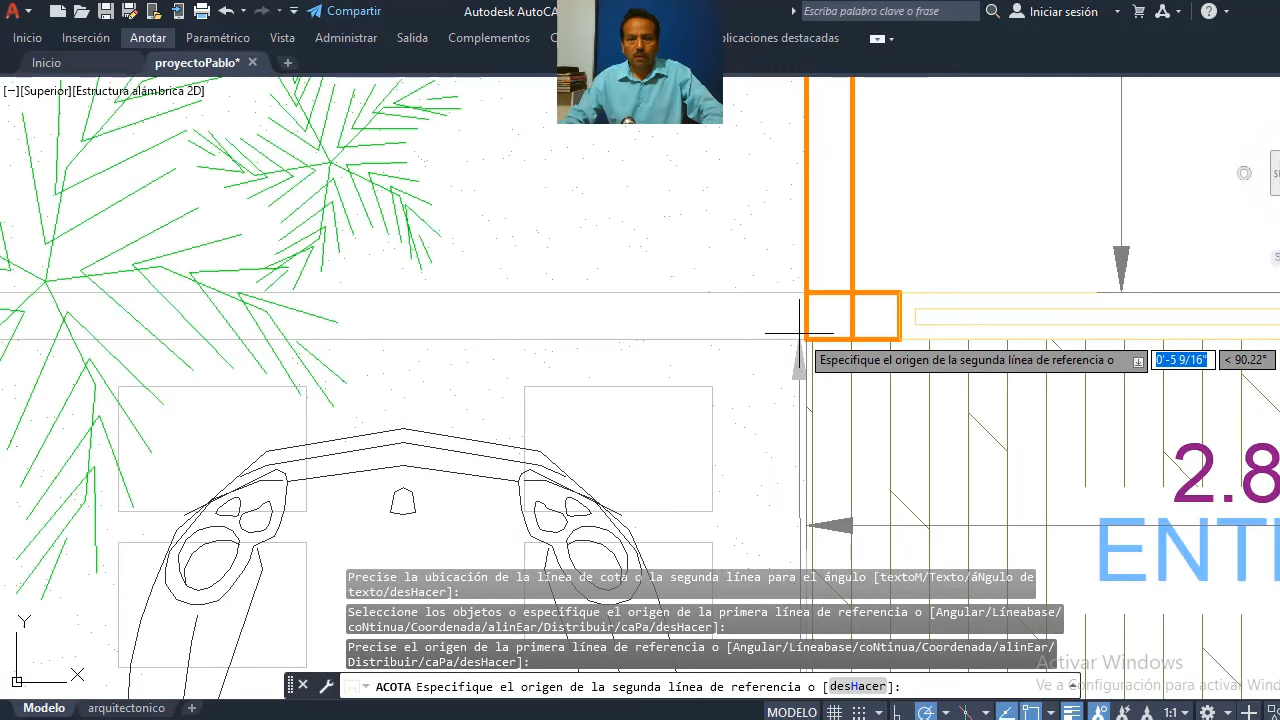 Compartir
Autodesk AutoCA
Escriba palabra clave o frase
Iniciar sesión
Inicio
Inserción
Anotar
Paramétrico
Vista
Administrar
Salida
Complementos
plicaciones destacadas
Inicio
proyectoPablo*
[−][Superior][Estructura alámbrica 2D]
Especifique el origen de la segunda línea de referencia o
0'-5 9/16"
< 90.22°
2.8
ENT
Precise la ubicación de la línea de cota o la segunda línea para el ángulo [textoM/Texto/áNgulo de
texto/desHacer]:
Seleccione los objetos o especifique el origen de la primera línea de referencia o [Angular/Líneabase/
coNtinua/Coordenada/alinEar/Distribuir/caPa/desHacer]:
Precise el origen de la primera línea de referencia o [Angular/Líneabase/coNtinua/Coordenada/alinEar/
Distribuir/caPa/desHacer]:
Y
X
Activar Windows
Ve a Configuración para activar Wind
ACOTA Especifique el origen de la segunda línea de referencia o [desHacer]:
Modelo
arquitectonico
MODELO
1:1